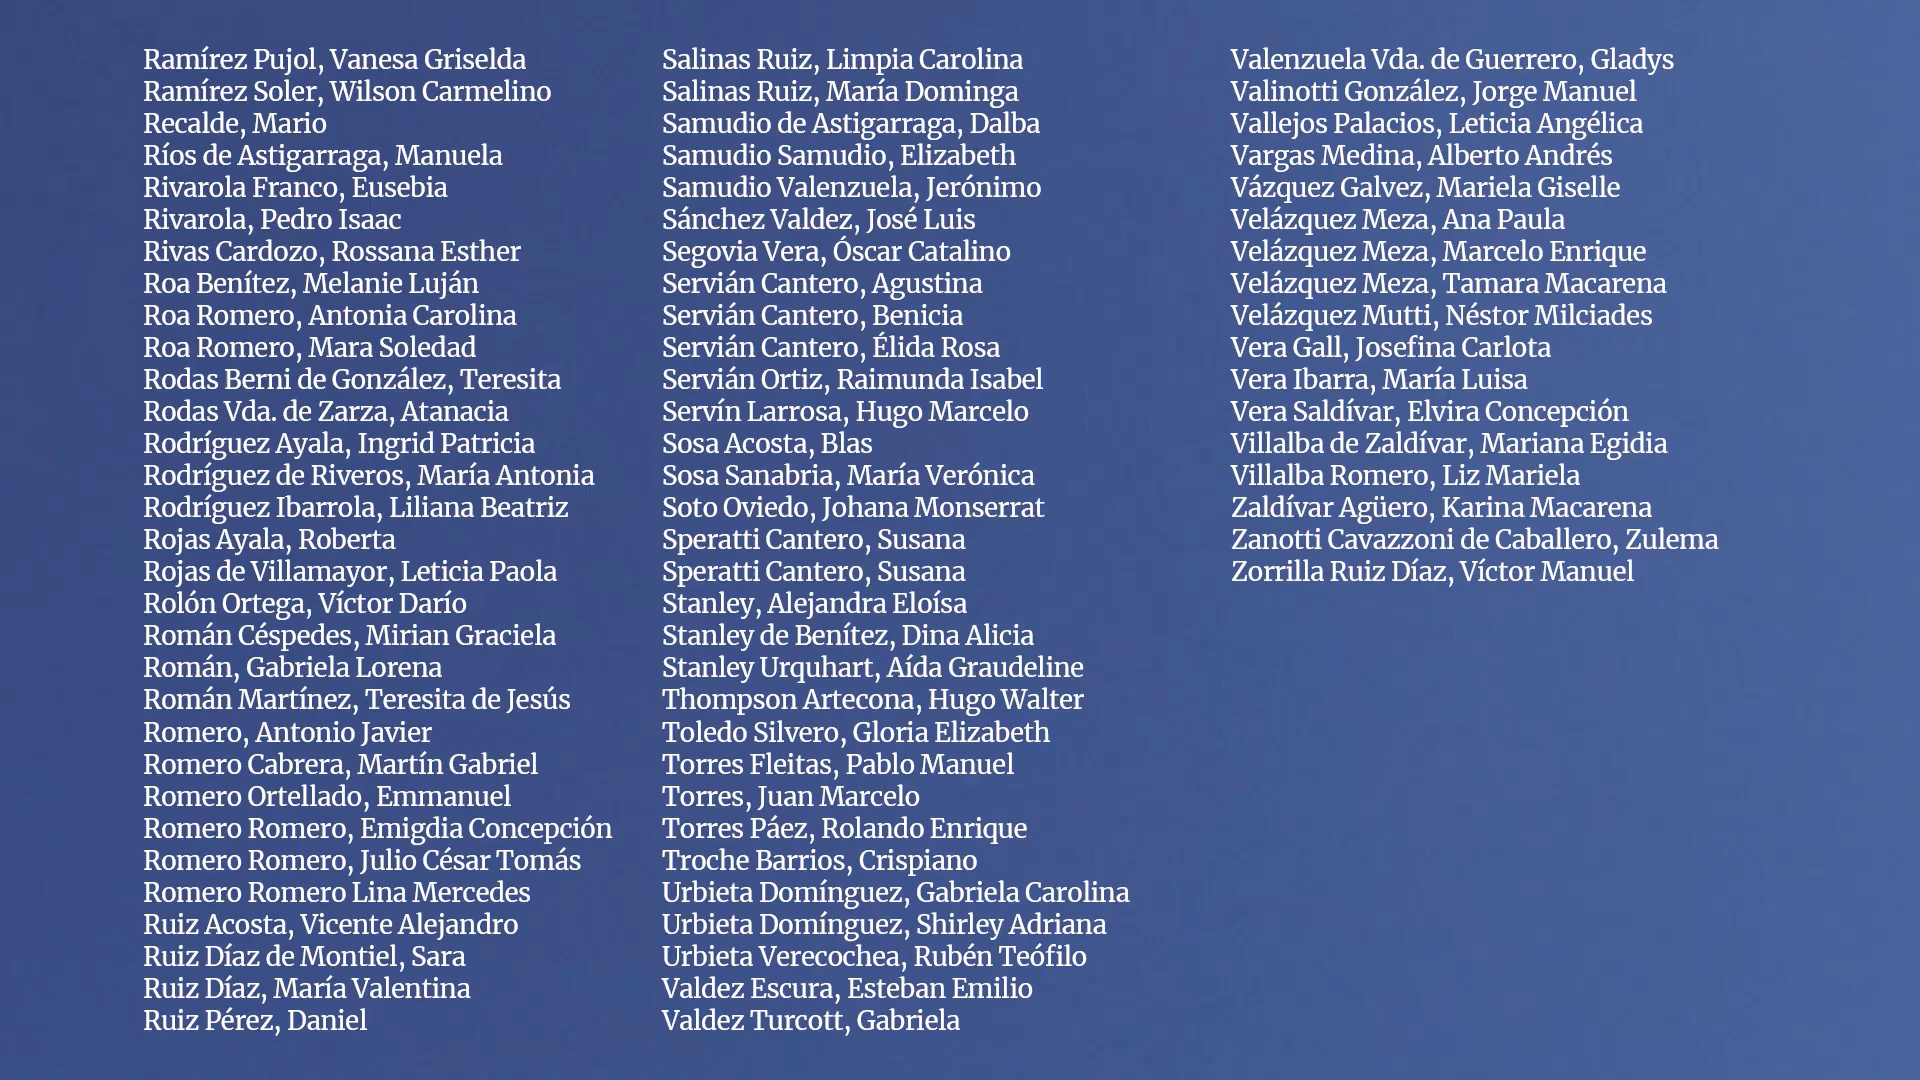 Ramírez Pujol, Vanesa Griselda
Ramírez Soler, Wilson Carmelino
Recalde, Mario
Ríos de Astigarraga, Manuela
Rivarola Franco, Eusebia
Rivarola, Pedro Isaac
Rivas Cardozo, Rossana Esther
Roa Benítez, Melanie Luján
Roa Romero, Antonia Carolina
Roa Romero, Mara Soledad
Rodas Berni de González, Teresita
Rodas Vda. de Zarza, Atanacia
Rodríguez Ayala, Ingrid Patricia
Rodríguez de Riveros, María Antonia
Rodríguez Ibarrola, Liliana Beatriz
Rojas Ayala, Roberta
Rojas de Villamayor, Leticia Paola
Rolón Ortega, Víctor Darío
Román Céspedes, Mirian Graciela
Román, Gabriela Lorena
Román Martínez, Teresita de Jesús
Romero, Antonio Javier
Romero Cabrera, Martín Gabriel
Romero Ortellado, Emmanuel
Romero Romero, Emigdia Concepción
Romero Romero, Julio César Tomás
Romero Romero Lina Mercedes
Ruiz Acosta, Vicente Alejandro
Ruiz Díaz de Montiel, Sara
Ruiz Díaz, María Valentina
Ruiz Pérez, Daniel
Salinas Ruiz, Limpia Carolina
Salinas Ruiz, María Dominga
Samudio de Astigarraga, Dalba
Samudio Samudio, Elizabeth
Samudio Valenzuela, Jerónimo
Sánchez Valdez, José Luis
Segovia Vera, Óscar Catalino
Servián Cantero, Agustina
Servián Cantero, Benicia
Servián Cantero, Élida Rosa
Servián Ortiz, Raimunda Isabel
Servín Larrosa, Hugo Marcelo
Sosa Acosta, Blas
Sosa Sanabria, María Verónica
Soto Oviedo, Johana Monserrat
Speratti Cantero, Susana
Speratti Cantero, Susana
Stanley, Alejandra Eloísa
Stanley de Benítez, Dina Alicia
Stanley Urquhart, Aída Graudeline
Thompson Artecona, Hugo Walter
Toledo Silvero, Gloria Elizabeth
Torres Fleitas, Pablo Manuel
Torres, Juan Marcelo
Torres Páez, Rolando Enrique
Troche Barrios, Crispiano
Urbieta Domínguez, Gabriela Carolina
Urbieta Domínguez, Shirley Adriana
Urbieta Verecochea, Rubén Teófilo
Valdez Escura, Esteban Emilio
Valdez Turcott, Gabriela
Valenzuela Vda. de Guerrero, Gladys
Valinotti González, Jorge Manuel
Vallejos Palacios, Leticia Angélica
Vargas Medina, Alberto Andrés
Vázquez Galvez, Mariela Giselle
Velázquez Meza, Ana Paula
Velázquez Meza, Marcelo Enrique
Velázquez Meza, Tamara Macarena
Velázquez Mutti, Néstor Milciades
Vera Gall, Josefina Carlota
Vera Ibarra, María Luisa
Vera Saldívar, Elvira Concepción
Villalba de Zaldívar, Mariana Egidia
Villalba Romero, Liz Mariela
Zaldívar Agüero, Karina Macarena
Zanotti Cavazzoni de Caballero, Zulema
Zorrilla Ruiz Díaz, Víctor Manuel